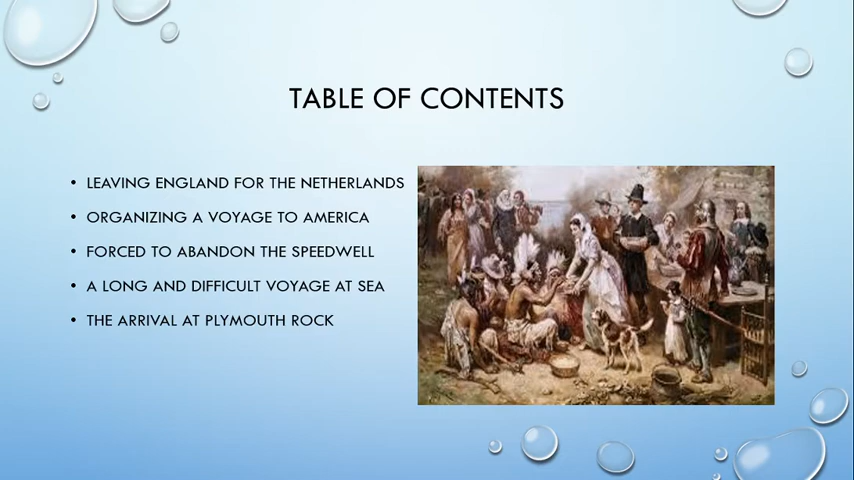 TABLE OF CONTENTS
• LEAVING ENGLAND FOR THE NETHERLANDS
• ORGANIZING A VOYAGE TO AMERICA
• FORCED TO ABANDON THE SPEEDWELL
• A LONG AND DIFFICULT VOYAGE AT SEA
• THE ARRIVAL AT PLYMOUTH ROCK